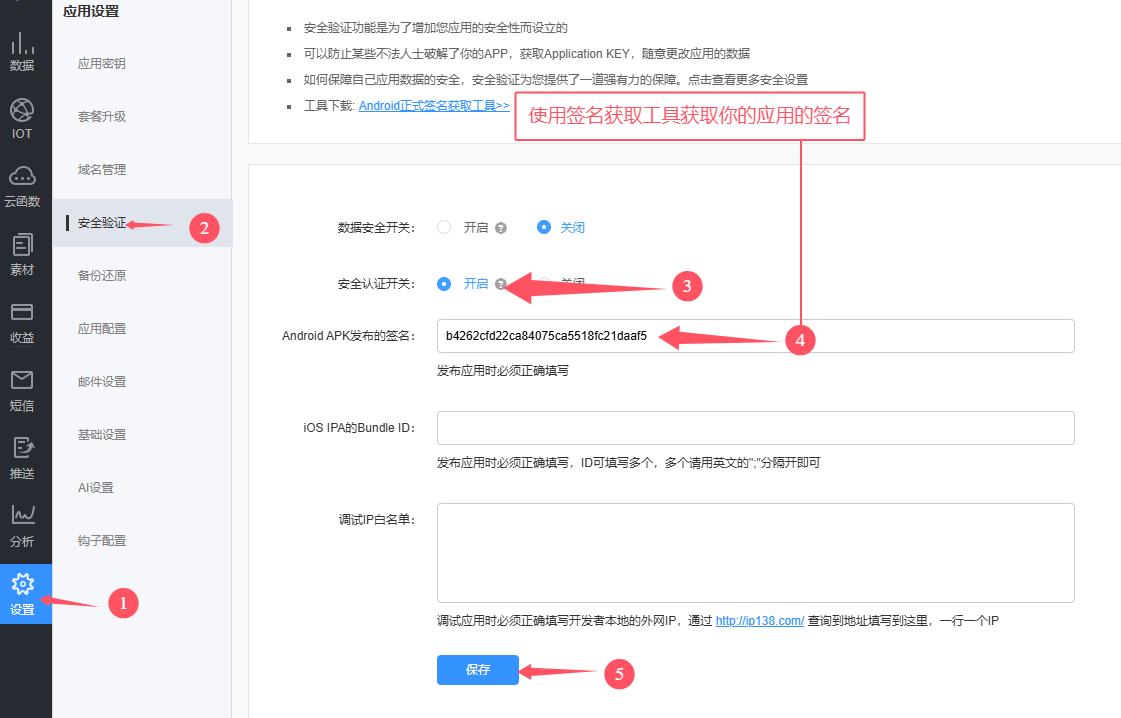 应用设置
数据
IOT
云函数
素材
收益
短信
推送
分析
设置
1
应用密钥
套餐升级
域名管理
安全验证
2
备份还原
应用配置
邮件设置
基础设置
AI设置
钩子配置
安全验证功能是为了增加您应用的安全性而设立的
可以防止某些不法人士破解了你的APP，获取Application KEY，随意更改应用的数据
如何保障自己应用数据的安全，安全验证为您提供了一道强有力的保障。点击查看更多安全设置
工具下载: Android正式签名获取工具>>
使用签名获取工具获取你的应用的签名
数据安全开关： 开启 ? 关闭
安全认证开关： 开启 ? 关闭
3
Android APK发布的签名： b4262cfd22ca84075ca5518fc21daaf5
4
发布应用时必须正确填写
iOS IPA的Bundle ID：
发布应用时必须正确填写，ID可填写多个，多个请用英文的";"分隔开即可
调试IP白名单：
调试应用时必须正确填写开发者本地的外网IP，通过 http://ip138.com/ 查询到地址填写到这里，一行一个IP
保存
5